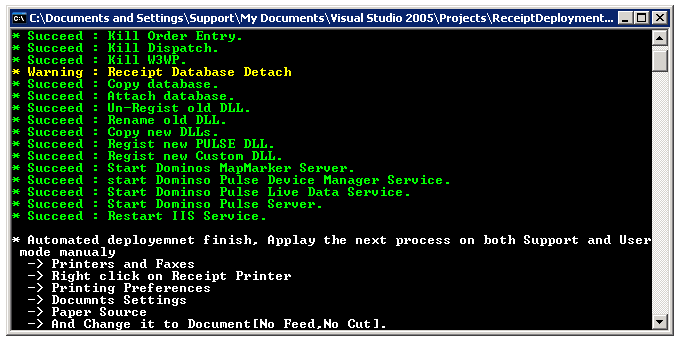 C:\Documents and Settings\Support\My Documents\Visual Studio 2005\Projects\ReceiptDeployment...
* Succeed : Kill Order Entry.
* Succeed : Kill Dispatch.
* Succeed : Kill W3WP.
* Warning : Receipt Database Detach
* Succeed : Copy database.
* Succeed : Attach database.
* Succeed : Un-Regist old DLL.
* Succeed : Rename old DLL.
* Succeed : Copy new DLLs.
* Succeed : Regist new PULSE DLL.
* Succeed : Regist new Custom DLL.
* Succeed : Start Dominos MapMarker Server.
* Succeed : start Dominso Pulse Device Manager Service.
* Succeed : Start Dominso Pulse Live Data Service.
* Succeed : Start Dominso Pulse Server.
* Succeed : Restart IIS Service.
* Automated deployemnet finish, Applay the next process on both Support and User
mode manualy
-> Printers and Faxes
-> Right click on Receipt Printer
-> Printing Preferences
-> Documnts Settings
-> Paper Source
-> And Change it to Document[No Feed,No Cut].